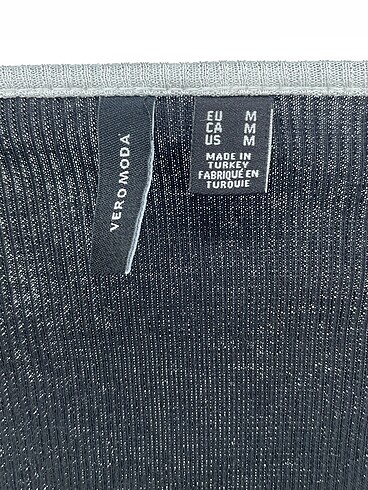 VERO MODA
EU M
CA M
US M
MADE IN
TURKEY
FABRIQUÉ EN
TURQUIE